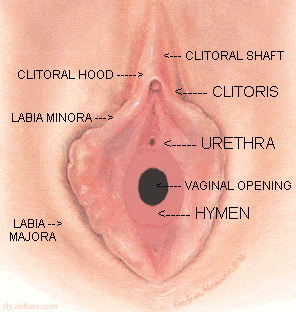 <--- CLITORAL SHAFT
CLITORAL HOOD ----->
<----- CLITORIS
LABIA MINORA -->
<----- URETHRA
<----- VAGINAL OPENING
<----- HYMEN
LABIA -->
MAJORA